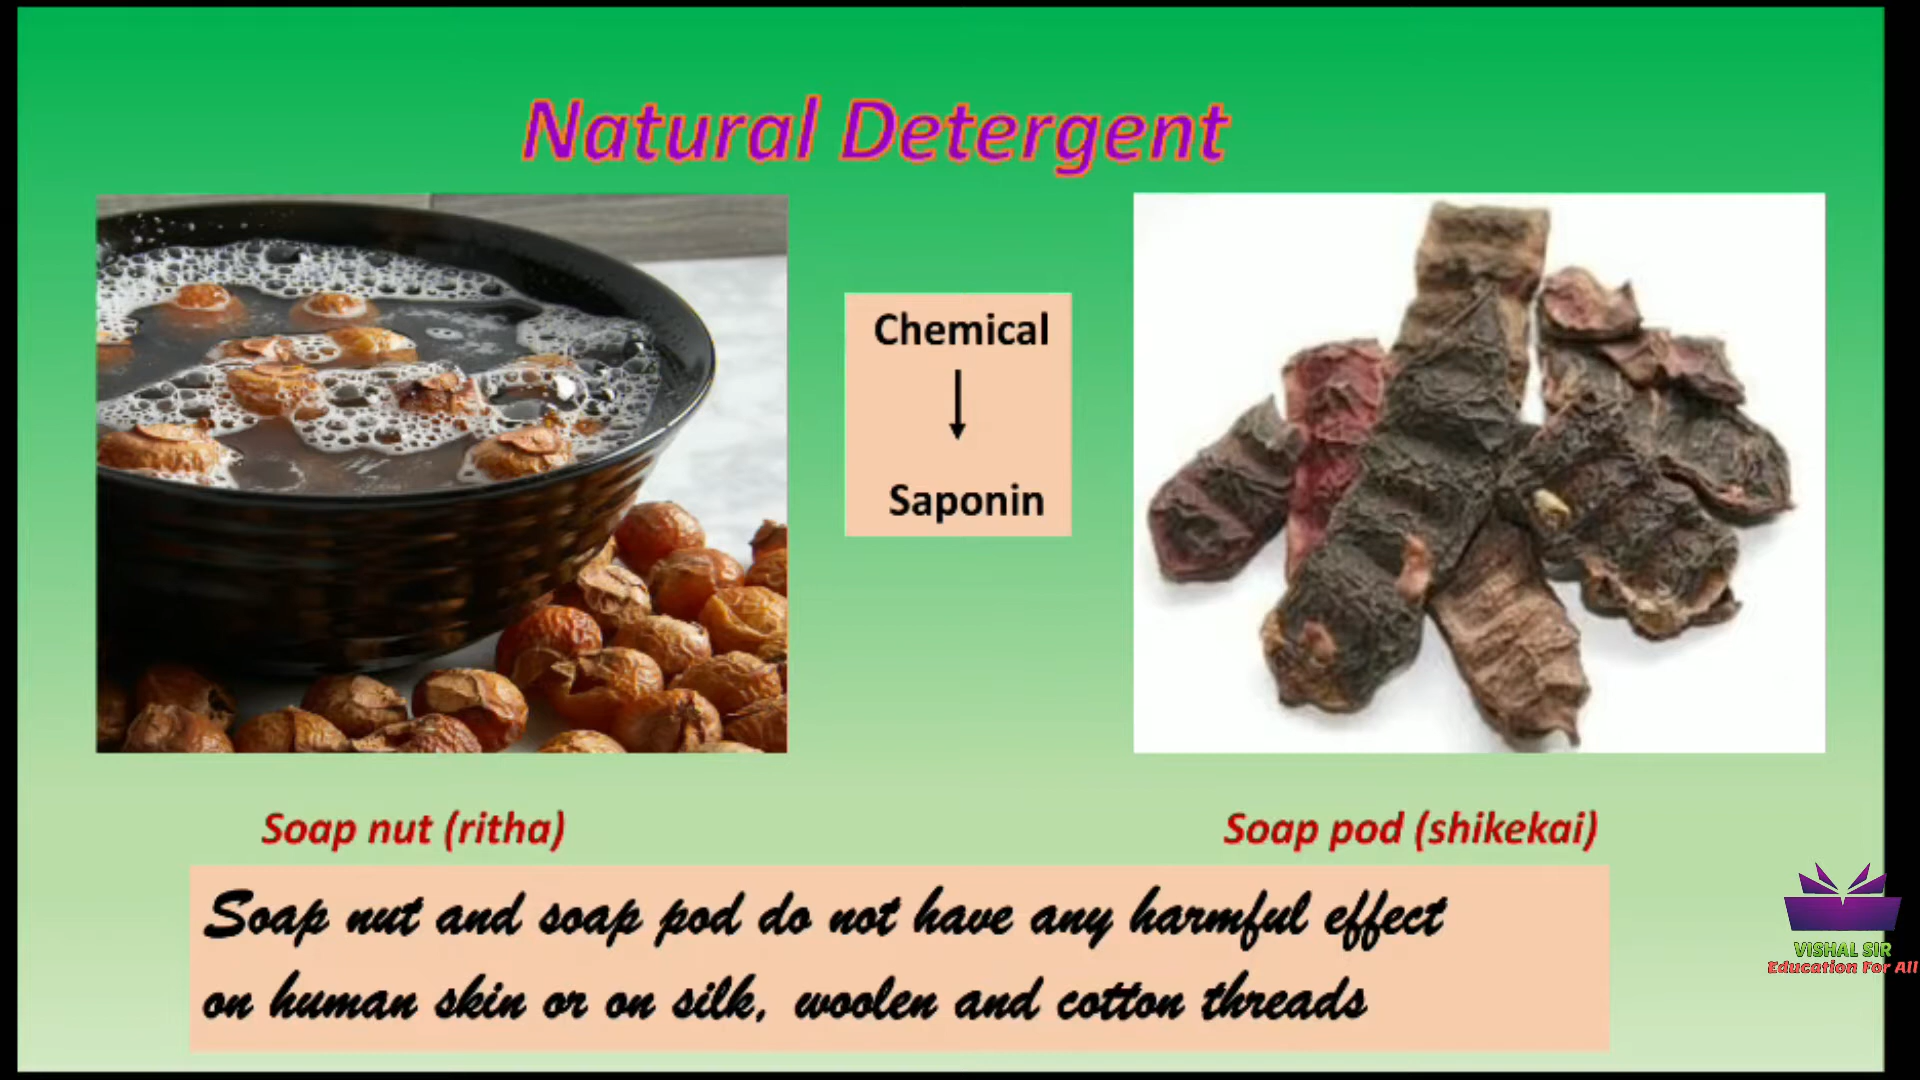 Natural Detergent
Chemical
Saponin
Soap nut (ritha)
Soap pod (shikekai)
Soap nut and soap pod do not have any harmful effect
on human skin or on silk, woolen and cotton threads
VISHAL SIR
Education For All